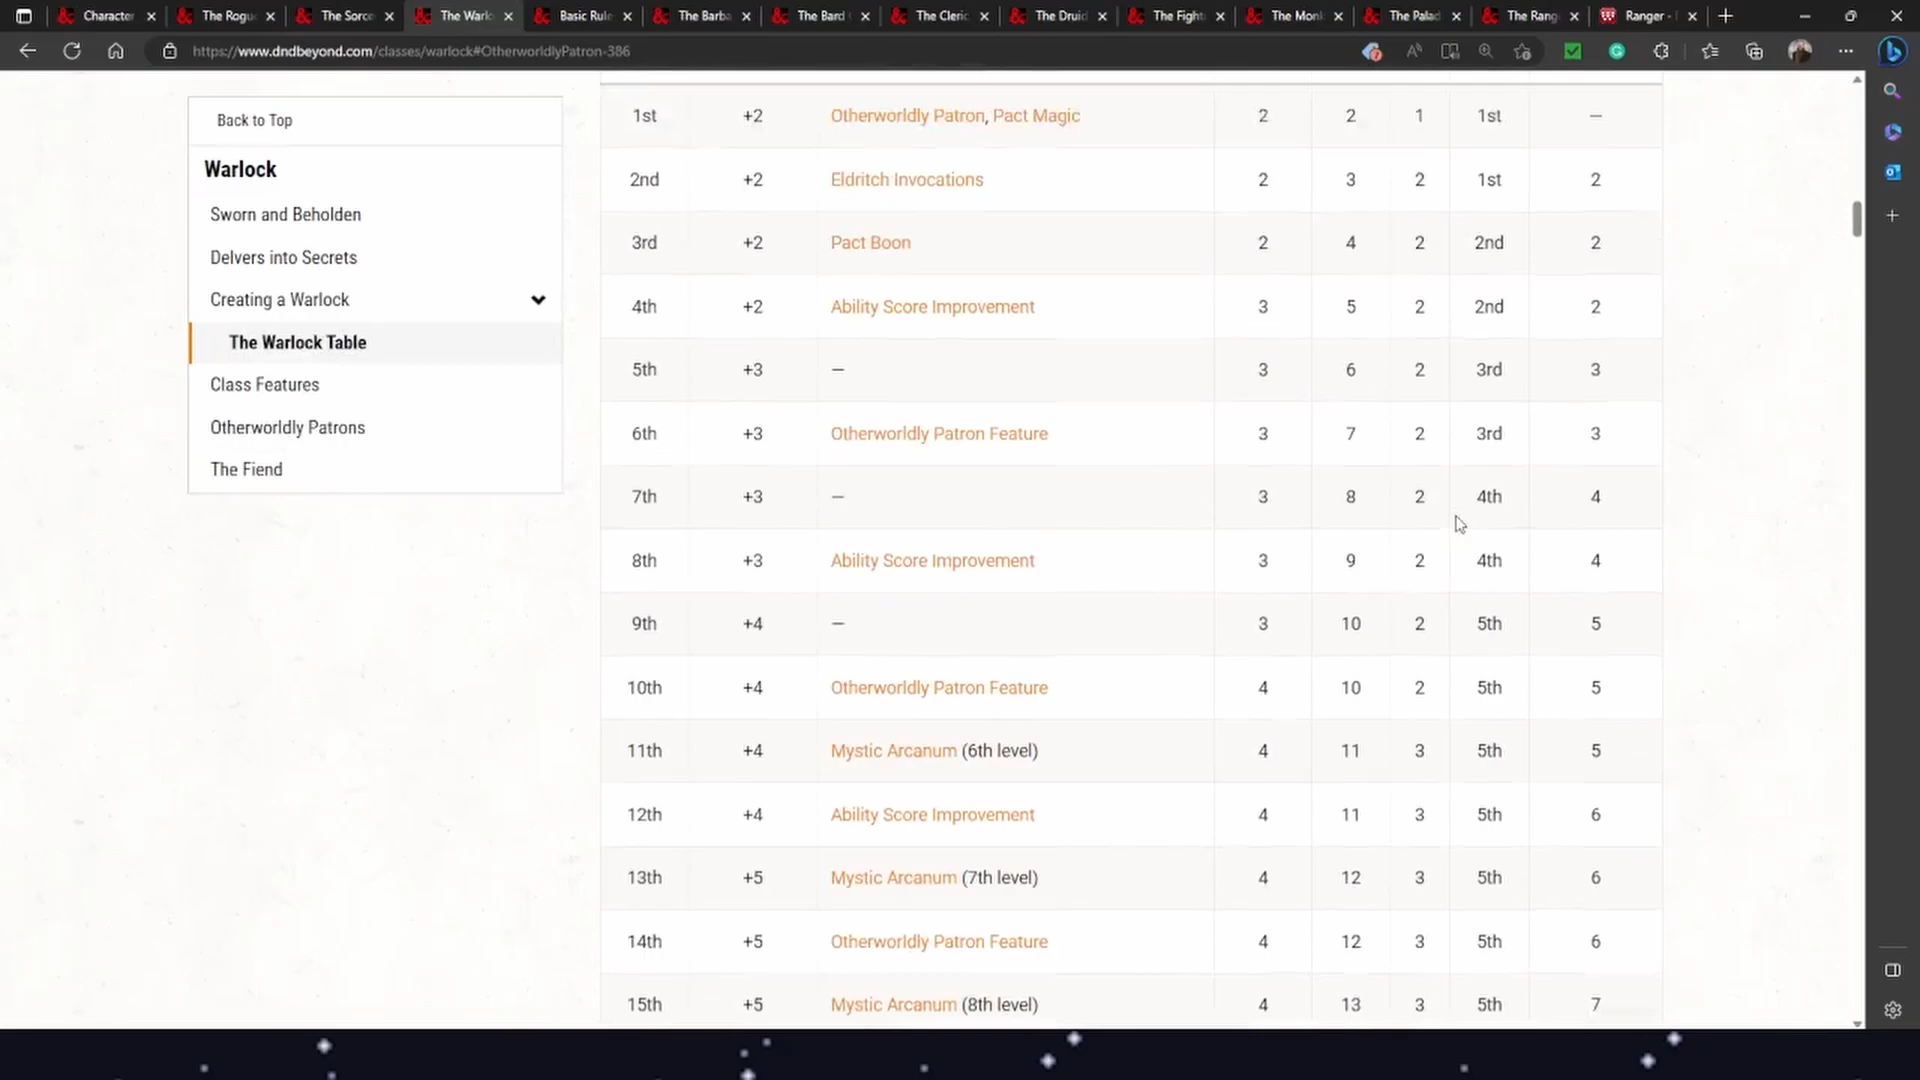 Character
The Rogu
The Sorce
The Warlo
Basic Rule
The Barba
The Bard
The Cleric
The Druid
The Fight
The Monk
The Palad
The Rang
Ranger -
https://www.dndbeyond.com/classes/warlock#OtherworldlyPatron-386
Back to Top
Warlock
Sworn and Beholden
Delvers into Secrets
Creating a Warlock
The Warlock Table
Class Features
Otherworldly Patrons
The Fiend
1st +2 Otherworldly Patron, Pact Magic 2 2 1 1st —
2nd +2 Eldritch Invocations 2 3 2 1st 2
3rd +2 Pact Boon 2 4 2 2nd 2
4th +2 Ability Score Improvement 3 5 2 2nd 2
5th +3 — 3 6 2 3rd 3
6th +3 Otherworldly Patron Feature 3 7 2 3rd 3
7th +3 — 3 8 2 4th 4
8th +3 Ability Score Improvement 3 9 2 4th 4
9th +4 — 3 10 2 5th 5
10th +4 Otherworldly Patron Feature 4 10 2 5th 5
11th +4 Mystic Arcanum (6th level) 4 11 3 5th 5
12th +4 Ability Score Improvement 4 11 3 5th 6
13th +5 Mystic Arcanum (7th level) 4 12 3 5th 6
14th +5 Otherworldly Patron Feature 4 12 3 5th 6
15th +5 Mystic Arcanum (8th level) 4 13 3 5th 7